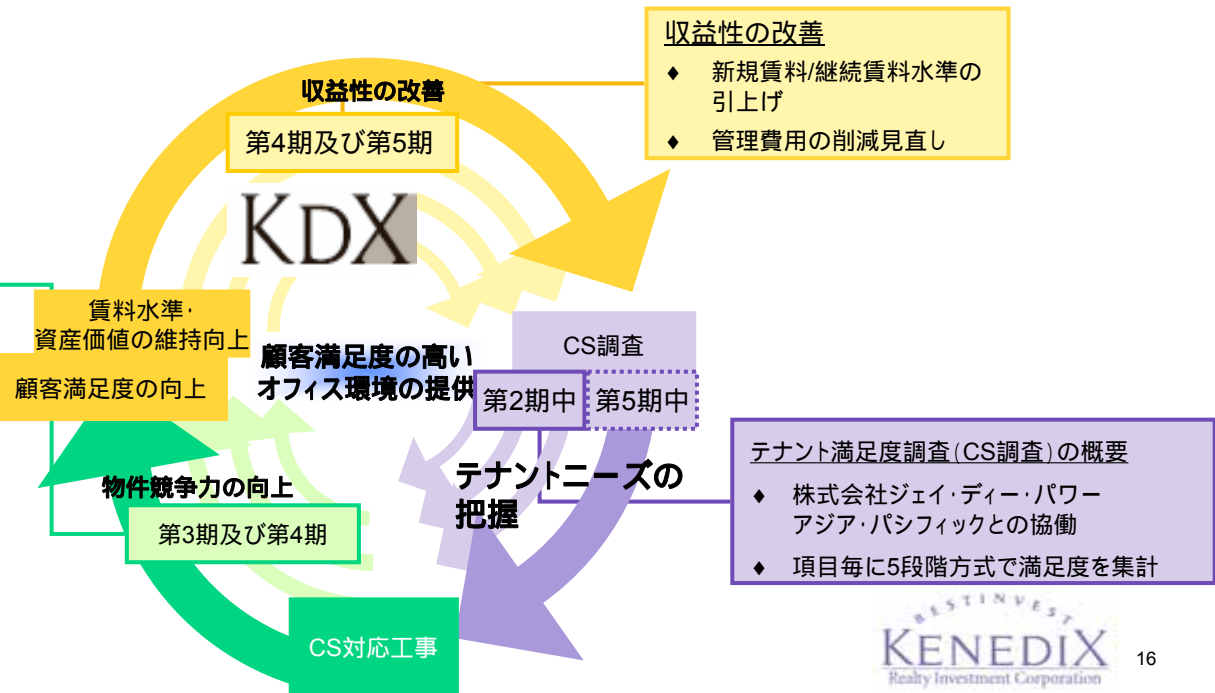 収益性の改善
◆ 新規賃料/継続賃料水準の
引上げ
◆ 管理費用の削減見直し
収益性の改善
第4期及び第5期
KDX
賃料水準・
資産価値の維持向上
顧客満足度の向上
顧客満足度の高い
オフィス環境の提供
CS調査
第2期中
第5期中
テナントニーズの
把握
テナント満足度調査(CS調査)の概要
◆ 株式会社ジェイ・ディー・パワー
アジア・パシフィックとの協働
◆ 項目毎に5段階方式で満足度を集計
物件競争力の向上
第3期及び第4期
CS対応工事
BESTINVEST
KENEDIX
Realty Investment Corporation
16